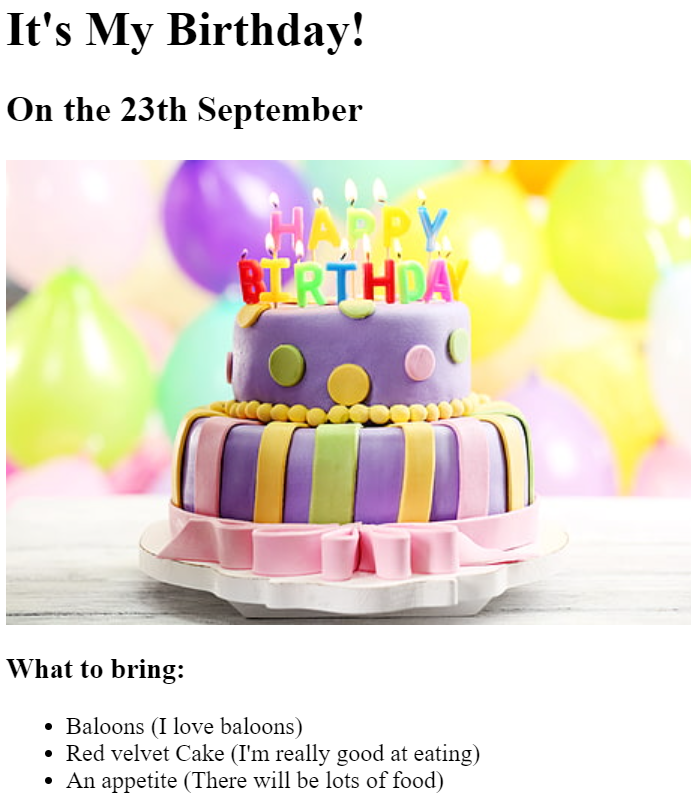 It's My Birthday!
On the 23th September
HAPPY
BIRTHDAY
What to bring:
Baloons (I love baloons)
Red velvet Cake (I'm really good at eating)
An appetite (There will be lots of food)